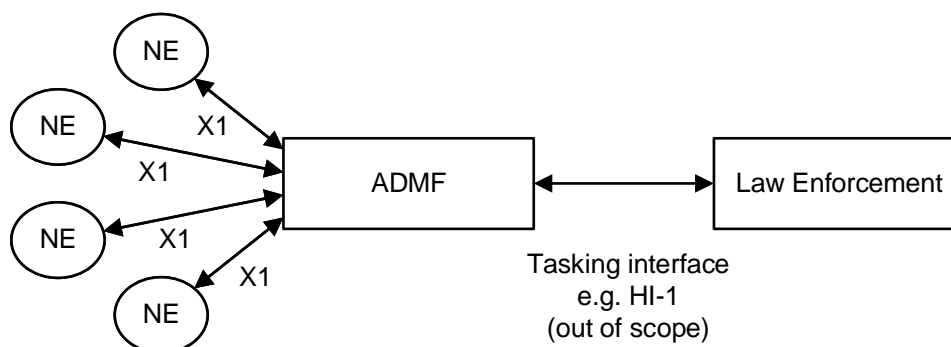 NE
X1
NE
X1
ADMF
Law Enforcement
NE
X1
X1
NE
Tasking interface
e.g. HI-1
(out of scope)